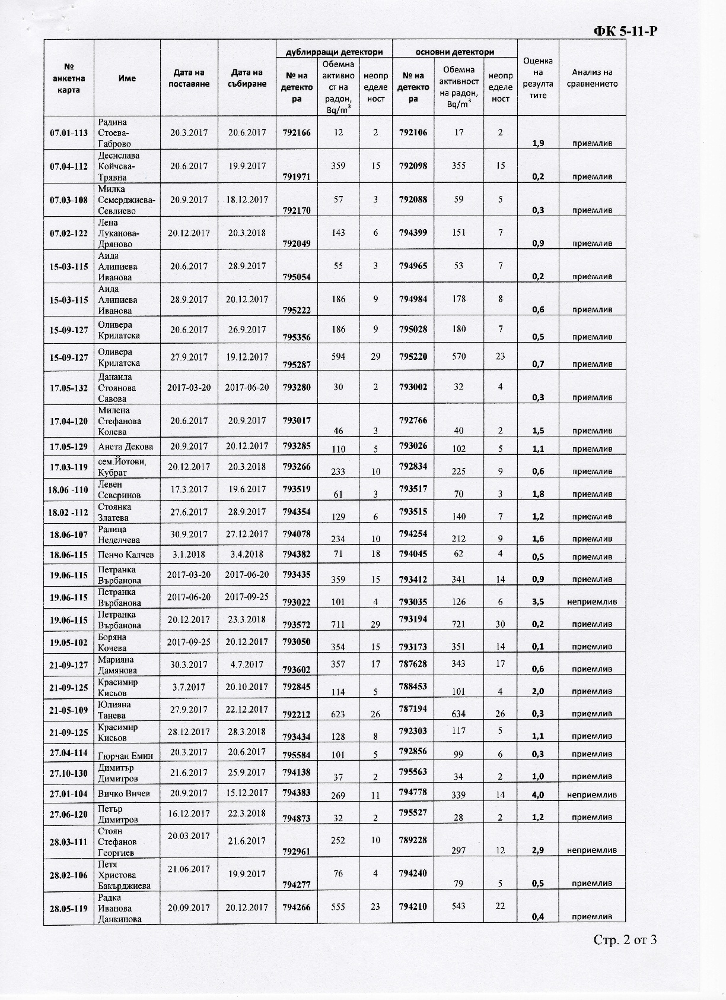 ФК 5-11-Р
№ анкетна карта | Име | Дата на поставяне | Дата на събиране | дублирращи детектори | основни детектори | Оценка на резулта тите | Анализ на сравнението
№ на детекто ра | Обемна активно ст на радон, Bq/m³ | неопр еделе ност | № на детекто ра | Обемна активност на радон, Bq/m³ | неопр еделе ност
07.01-113 | Радина Стоева-Габрово | 20.3.2017 | 20.6.2017 | 792166 | 12 | 2 | 792106 | 17 | 2 | 1,9 | приемлив
07.04-112 | Десислава Койчева-Трявна | 20.6.2017 | 19.9.2017 | 791971 | 359 | 15 | 792098 | 355 | 15 | 0,2 | приемлив
07.03-108 | Милка Семерджиева-Севлиево | 20.9.2017 | 18.12.2017 | 792170 | 57 | 3 | 792088 | 59 | 5 | 0,3 | приемлив
07.02-122 | Лена Луканова-Дряново | 20.12.2017 | 20.3.2018 | 792049 | 143 | 6 | 794399 | 151 | 7 | 0,9 | приемлив
15-03-115 | Аида Алипиева Иванова | 20.6.2017 | 28.9.2017 | 795054 | 55 | 3 | 794965 | 53 | 7 | 0,2 | приемлив
15-03-115 | Аида Алипиева Иванова | 28.9.2017 | 20.12.2017 | 795222 | 186 | 9 | 794984 | 178 | 8 | 0,6 | приемлив
15-09-127 | Оливера Крилатска | 20.6.2017 | 26.9.2017 | 795356 | 186 | 9 | 795028 | 180 | 7 | 0,5 | приемлив
15-09-127 | Оливера Крилатска | 27.9.2017 | 19.12.2017 | 795287 | 594 | 29 | 795220 | 570 | 23 | 0,7 | приемлив
17.05-132 | Данаила Стоянова Савова | 2017-03-20 | 2017-06-20 | 793280 | 30 | 2 | 793002 | 32 | 4 | 0,3 | приемлив
17.04-120 | Милена Стефанова Колева | 20.6.2017 | 20.9.2017 | 793017 | 46 | 3 | 792766 | 40 | 2 | 1,5 | приемлив
17.05-129 | Анета Декова | 20.9.2017 | 20.12.2017 | 793285 | 110 | 5 | 793026 | 102 | 5 | 1,1 | приемлив
17.03-119 | сем.Йотови, Кубрат | 20.12.2017 | 20.3.2018 | 793266 | 233 | 10 | 792834 | 225 | 9 | 0,6 | приемлив
18.06 -110 | Левен Северинов | 17.3.2017 | 19.6.2017 | 793519 | 61 | 3 | 793517 | 70 | 3 | 1,8 | приемлив
18.02 -112 | Стоянка Златева | 27.6.2017 | 28.9.2017 | 794354 | 129 | 6 | 793515 | 140 | 7 | 1,2 | приемлив
18.06-107 | Ралица Неделчева | 30.9.2017 | 27.12.2017 | 794078 | 234 | 10 | 794254 | 212 | 9 | 1,6 | приемлив
18.06-115 | Пенчо Калчев | 3.1.2018 | 3.4.2018 | 794382 | 71 | 18 | 794045 | 62 | 4 | 0,5 | приемлив
19.06-115 | Петранка Върбанова | 2017-03-20 | 2017-06-20 | 793435 | 359 | 15 | 793412 | 341 | 14 | 0,9 | приемлив
19.06-115 | Петранка Върбанова | 2017-06-20 | 2017-09-25 | 793022 | 101 | 4 | 793035 | 126 | 6 | 3,5 | неприемлив
19.06-115 | Петранка Върбанова | 20.12.2017 | 23.3.2018 | 793572 | 711 | 29 | 793194 | 721 | 30 | 0,2 | приемлив
19.05-102 | Боряна Кочева | 2017-09-25 | 20.12.2017 | 793050 | 354 | 15 | 793173 | 351 | 14 | 0,1 | приемлив
21-09-127 | Марияна Дамянова | 30.3.2017 | 4.7.2017 | 793602 | 357 | 17 | 787628 | 343 | 17 | 0,6 | приемлив
21-09-125 | Красимир Кисьов | 3.7.2017 | 20.10.2017 | 792845 | 114 | 5 | 788453 | 101 | 4 | 2,0 | приемлив
21-05-109 | Юлияна Танева | 27.9.2017 | 22.12.2017 | 792212 | 623 | 26 | 787194 | 634 | 26 | 0,3 | приемлив
21-09-125 | Красимир Кисьов | 28.12.2017 | 28.3.2018 | 793434 | 128 | 8 | 792303 | 117 | 5 | 1,1 | приемлив
27.04-114 | Гюрчан Емин | 20.3.2017 | 20.6.2017 | 795584 | 101 | 5 | 792856 | 99 | 6 | 0,3 | приемлив
27.10-130 | Димитър Димитров | 21.6.2017 | 25.9.2017 | 794138 | 37 | 2 | 795563 | 34 | 2 | 1,0 | приемлив
27.01-104 | Вичко Вичев | 20.9.2017 | 15.12.2017 | 794383 | 269 | 11 | 794778 | 339 | 14 | 4,0 | неприемлив
27.06-120 | Петър Димитров | 16.12.2017 | 22.3.2018 | 794873 | 32 | 2 | 795527 | 28 | 2 | 1,2 | приемлив
28.03-111 | Стоян Стефанов Георгиев | 20.03.2017 | 21.6.2017 | 792961 | 252 | 10 | 789228 | 297 | 12 | 2,9 | неприемлив
28.02-106 | Петя Христова Бакърджиева | 21.06.2017 | 19.9.2017 | 794277 | 76 | 4 | 794240 | 79 | 5 | 0,5 | приемлив
28.05-119 | Радка Иванова Данкинова | 20.09.2017 | 20.12.2017 | 794266 | 555 | 23 | 794210 | 543 | 22 | 0,4 | приемлив
Стр. 2 от 3